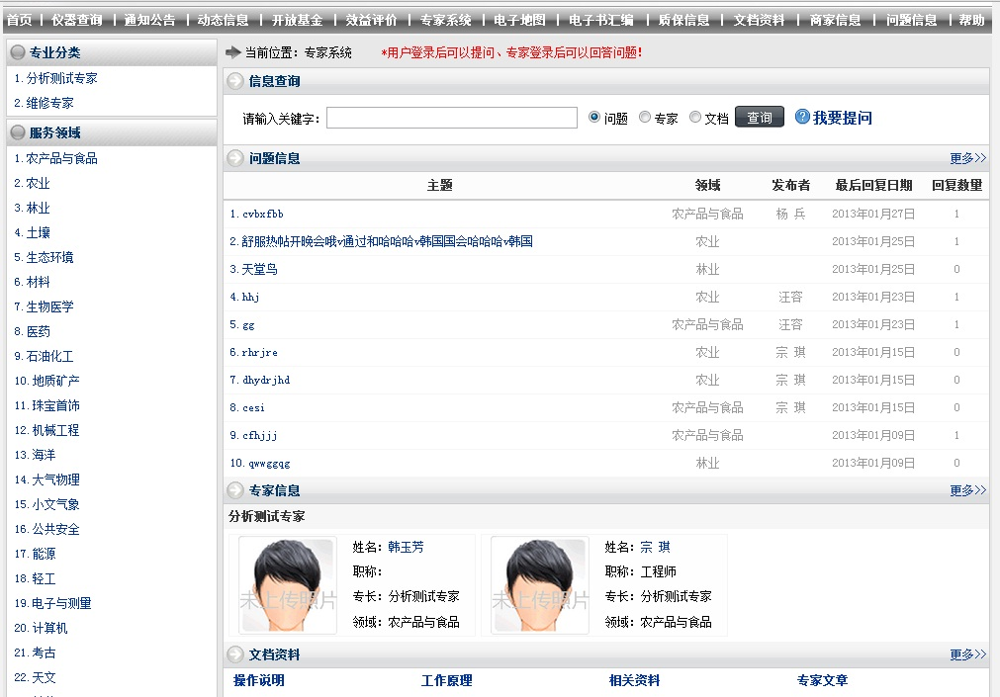 首页 | 仪器查询 | 通知公告 | 动态信息 | 开放基金 | 效益评价 | 专家系统 | 电子地图 | 电子书汇编 | 质保信息 | 文档资料 | 商家信息 | 问题信息 | 帮助
专业分类
1. 分析测试专家
2. 维修专家
服务领域
1. 农产品与食品
2. 农业
3. 林业
4. 土壤
5. 生态环境
6. 材料
7. 生物医学
8. 医药
9. 石油化工
10. 地质矿产
11. 珠宝首饰
12. 机械工程
13. 海洋
14. 大气物理
15. 小文气象
16. 公共安全
17. 能源
18. 轻工
19. 电子与测量
20. 计算机
21. 考古
22. 天文
当前位置：专家系统 *用户登录后可以提问、专家登录后可以回答问题!
信息查询
请输入关键字： 问题 专家 文档 查询 我要提问
问题信息 更多>>
主题 领域 发布者 最后回复日期 回复数量
1. cvbxfbb 农产品与食品 杨 兵 2013年01月27日 1
2. 舒服热帖开晚会哦v通过和哈哈哈v韩国国会哈哈哈v韩国 农业 2013年01月25日 1
3. 天堂鸟 林业 2013年01月25日 0
4. hhj 农业 汪容 2013年01月23日 1
5. gg 农产品与食品 汪容 2013年01月23日 1
6. rhrjre 农业 宗 琪 2013年01月15日 0
7. dhydrjhd 农业 宗 琪 2013年01月15日 0
8. cesi 农产品与食品 宗 琪 2013年01月15日 0
9. cfhjjj 农产品与食品 2013年01月09日 1
10. qwwggqg 林业 2013年01月09日 0
专家信息 更多>>
分析测试专家
未上传照片
姓名：韩玉芳
职称：
专长：分析测试专家
领域：农产品与食品
未上传照片
姓名：宗 琪
职称：工程师
专长：分析测试专家
领域：农产品与食品
文档资料 更多>>
操作说明 工作原理 相关资料 专家文章